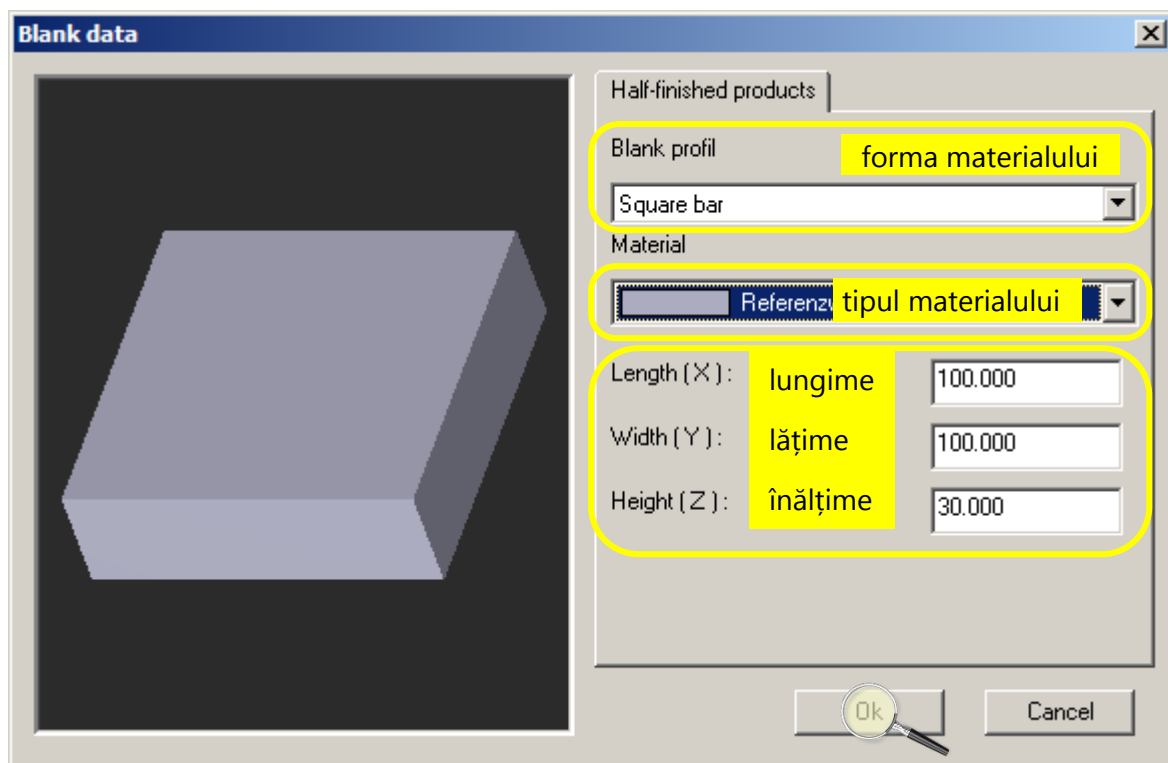 Blank data
Half-finished products
Blank profil
forma materialului
Square bar
Material
tipul materialului
Length ( X ) : lungime 100.000
Width ( Y ) : lățime 100.000
Height ( Z ) : înălțime 30.000
Ok Cancel